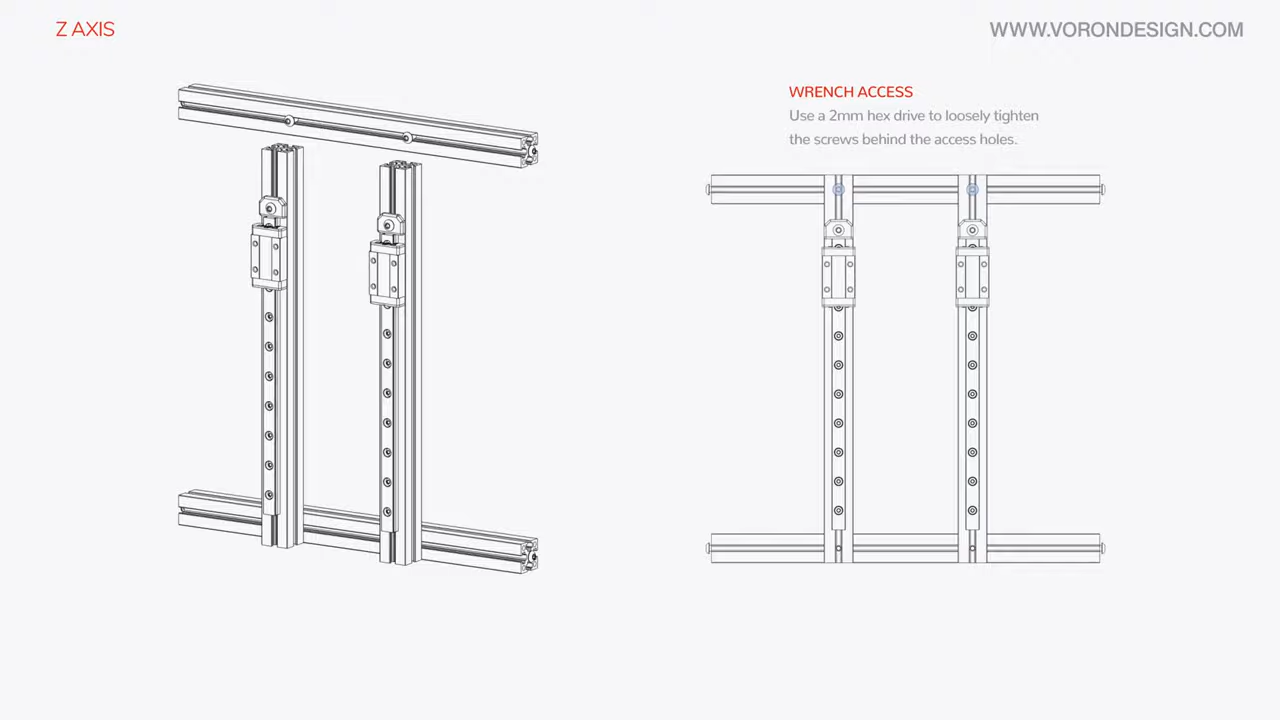 Z AXIS
WWW.VORONDESIGN.COM
WRENCH ACCESS
Use a 2mm hex drive to loosely tighten
the screws behind the access holes.